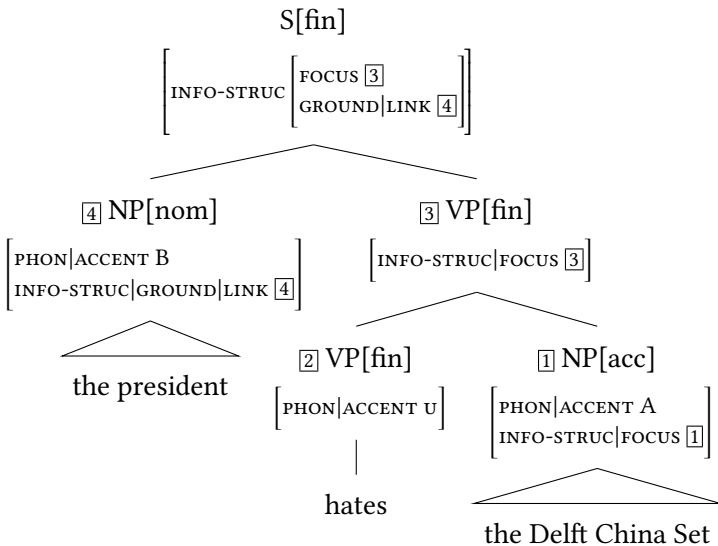 S[fin]
[INFO-STRUC [FOCUS 3
GROUND|LINK 4]]
4 NP[nom] 3 VP[fin]
[PHON|ACCENT B
INFO-STRUC|GROUND|LINK 4] [INFO-STRUC|FOCUS 3]
2 VP[fin] 1 NP[acc]
the president [PHON|ACCENT U] [PHON|ACCENT A
INFO-STRUC|FOCUS 1]
hates
the Delft China Set